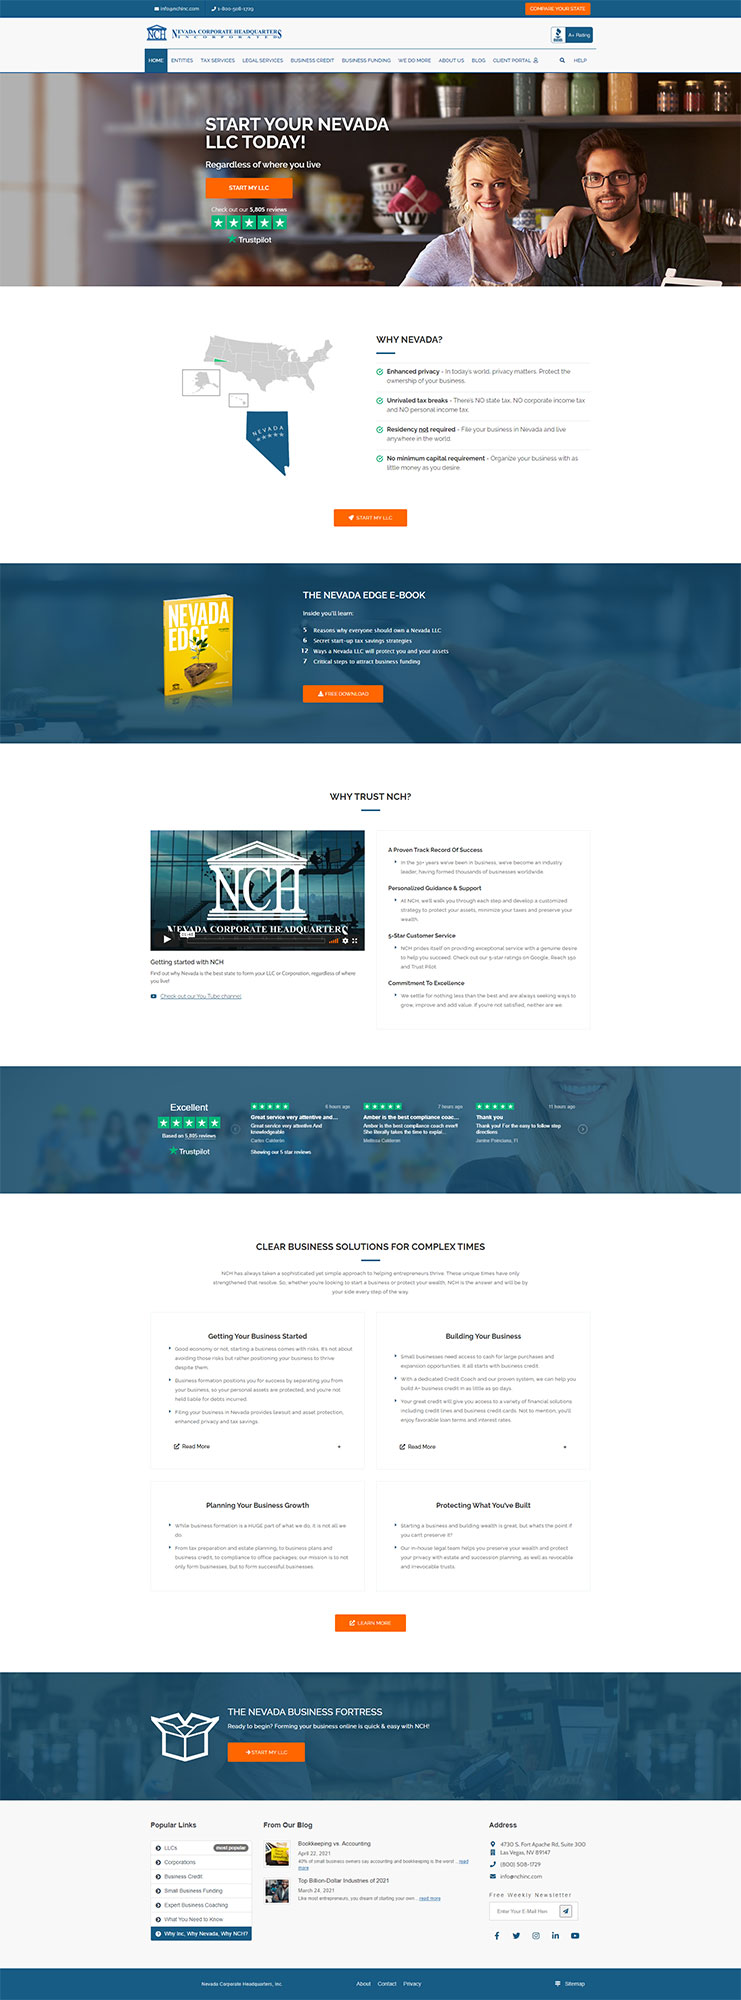 info@nchinc.com
1-800-508-1729
COMPARE YOUR STATE
NCH
NEVADA CORPORATE HEADQUARTERS
INCORPORATED
BBB
A+ Rating
HOME
ENTITIES
TAX SERVICES
LEGAL SERVICES
BUSINESS CREDIT
BUSINESS FUNDING
WE DO MORE
ABOUT US
BLOG
CLIENT PORTAL
HELP
START YOUR NEVADA
LLC TODAY!
Regardless of where you live
START MY LLC
Check out our 5,805 reviews
Trustpilot
NEVADA
WHY NEVADA?
Enhanced privacy - In today's world, privacy matters. Protect the
ownership of your business.
Unrivaled tax breaks - There's NO state tax, NO corporate income tax
and NO personal income tax.
Residency not required - File your business in Nevada and live
anywhere in the world.
No minimum capital requirement - Organize your business with as
little money as you desire.
START MY LLC
NEVADA
EDGE
THE NEVADA EDGE E-BOOK
Inside you'll learn:
5 Reasons why everyone should own a Nevada LLC
6 Secret start-up tax savings strategies
12 Ways a Nevada LLC will protect you and your assets
7 Critical steps to attract business funding
FREE DOWNLOAD
WHY TRUST NCH?
NCH
NEVADA CORPORATE HEADQUARTERS
Getting started with NCH
Find out why Nevada is the best state to form your LLC or Corporation, regardless of where
you live!
Check out our You Tube channel
A Proven Track Record Of Success
In the 30+ years we've been in business, we've become an industry
leader, having formed thousands of businesses worldwide.
Personalized Guidance & Support
At NCH, we'll walk you through each step and develop a customized
strategy to protect your assets, minimize your taxes and preserve your
wealth.
5-Star Customer Service
NCH prides itself on providing exceptional service with a genuine desire
to help you succeed. Check out our 5-star ratings on Google, Reach 150
and Trust Pilot.
Commitment To Excellence
We settle for nothing less than the best and are always seeking ways to
grow, improve and add value. If you're not satisfied, neither are we.
Excellent
Based on 5,805 reviews
Trustpilot
6 hours ago
Great service very attentive and...
Great service very attentive And
knowledgeable
Carlos Calderón
7 hours ago
Amber is the best compliance coac...
Amber is the best compliance coach ever!!
She literally takes the time to explai...
Melissa Calderon
11 hours ago
Thank you
Thank you! For the easy to follow step
directions
Janine Poinciana, Fl
Showing our 5 star reviews
CLEAR BUSINESS SOLUTIONS FOR COMPLEX TIMES
NCH has always taken a sophisticated yet simple approach to helping entrepreneurs thrive. These unique times have only
strengthened that resolve. So, whether you're looking to start a business or protect your wealth, NCH is the answer and will be by
your side every step of the way.
Getting Your Business Started
Good economy or not, starting a business comes with risks. It's not about
avoiding those risks but rather positioning your business to thrive
despite them.
Business formation positions you for success by separating you from
your business, so your personal assets are protected, and you're not
held liable for debts incurred.
Filing your business in Nevada provides lawsuit and asset protection,
enhanced privacy and tax savings.
Read More
+
Building Your Business
Small businesses need access to cash for large purchases and
expansion opportunities. It all starts with business credit.
With a dedicated Credit Coach and our proven system, we can help you
build A+ business credit in as little as 90 days.
Your great credit will give you access to a variety of financial solutions
including credit lines and business credit cards. Not to mention, you'll
enjoy favorable loan terms and interest rates.
Read More
+
Planning Your Business Growth
While business formation is a HUGE part of what we do, it is not all we
do.
From tax preparation and estate planning, to business plans and
business credit, to compliance to office packages: our mission is to not
only form businesses, but to form successful businesses.
Protecting What You've Built
Starting a business and building wealth is great, but whats the point if
you can't preserve it?
Our in-house legal team helps you preserve your wealth and protect
your privacy with estate and succession planning, as well as revocable
and irrevocable trusts.
LEARN MORE
THE NEVADA BUSINESS FORTRESS
Ready to begin? Forming your business online is quick & easy with NCH!
START MY LLC
Popular Links
LLCs
most popular
Corporations
Business Credit
Small Business Funding
Expert Business Coaching
What You Need to Know
Why Inc, Why Nevada, Why NCH?
From Our Blog
Bookkeeping vs. Accounting
April 22, 2021
40% of small business owners say accounting and bookkeeping is the worst ...read
more
Top Billion-Dollar Industries of 2021
March 24, 2021
Like most entrepreneurs, you dream of starting your own ...read more
Address
4730 S. Fort Apache Rd, Suite 300
Las Vegas, NV 89147
(800) 508-1729
info@nchinc.com
Free Weekly Newsletter
Enter Your E-Mail Here
Nevada Corporate Headquarters, Inc.
About
Contact
Privacy
Sitemap